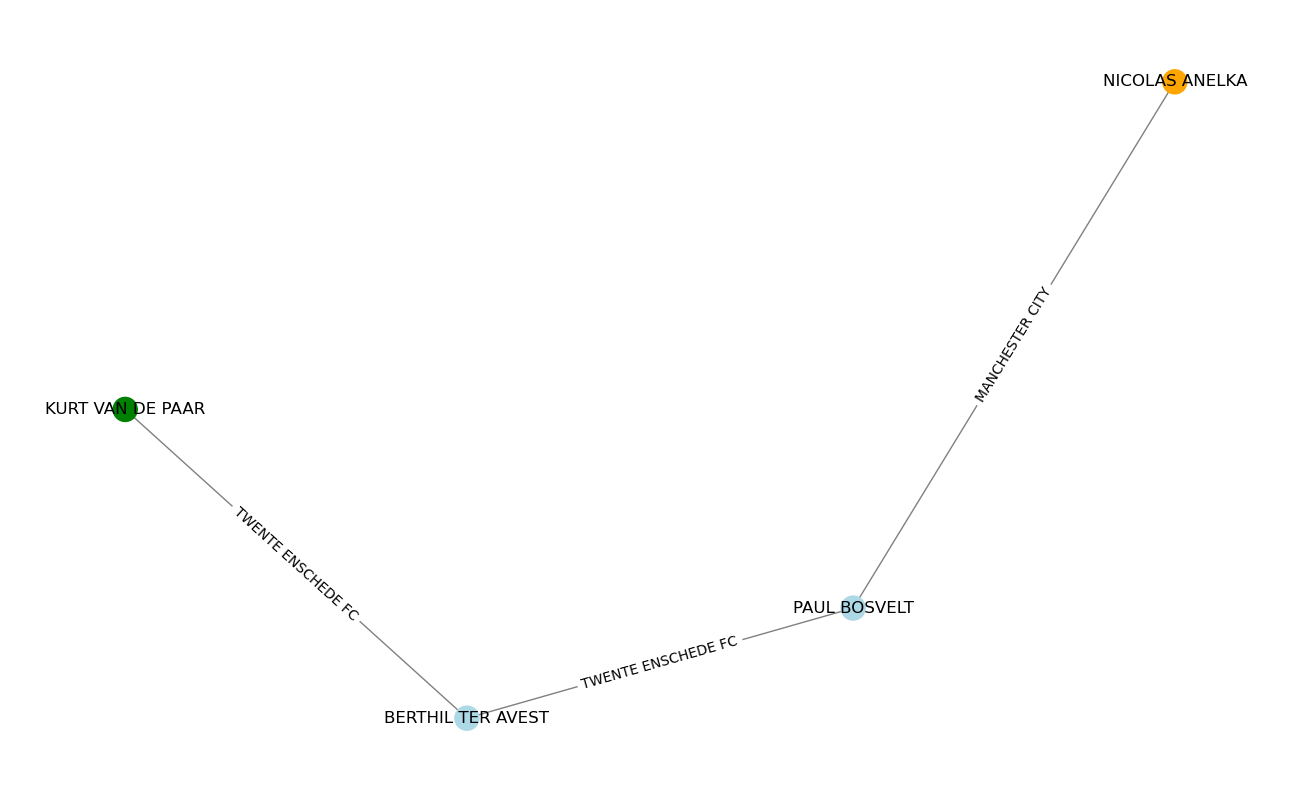 NICOLAS ANELKA
MANCHESTER CITY
KURT VAN DE PAAR
TWENTE ENSCHEDE FC
PAUL BOSVELT
TWENTE ENSCHEDE FC
BERTHIL TER AVEST